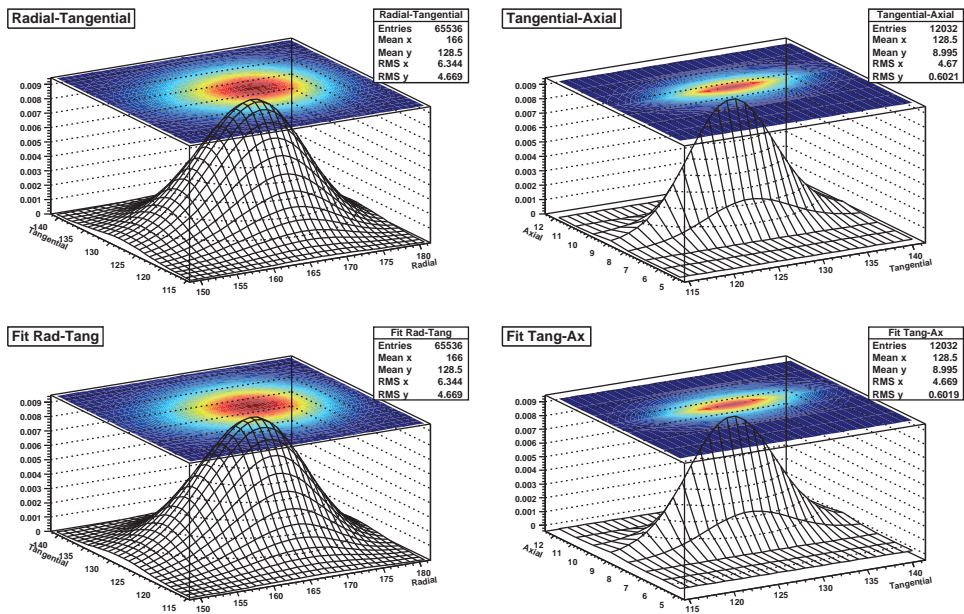 Radial-Tangential
Radial-Tangential
Entries 65536
Mean x 166
Mean y 128.5
RMS x 6.344
RMS y 4.669
0.009
0.008
0.007
0.006
0.005
0.004
0.003
0.002
0.001
0
140
135
130
125
120
115
Tangential
150
155
160
165
170
175
180
Radial
Tangential-Axial
Tangential-Axial
Entries 12032
Mean x 128.5
Mean y 8.995
RMS x 4.67
RMS y 0.6021
0.009
0.008
0.007
0.006
0.005
0.004
0.003
0.002
0.001
0
12
11
10
9
8
7
6
5
Axial
115
120
125
130
135
140
Tangential
Fit Rad-Tang
Fit Rad-Tang
Entries 65536
Mean x 166
Mean y 128.5
RMS x 6.344
RMS y 4.669
0.009
0.008
0.007
0.006
0.005
0.004
0.003
0.002
0.001
0
140
135
130
125
120
115
Tangential
150
155
160
165
170
175
180
Radial
Fit Tang-Ax
Fit Tang-Ax
Entries 12032
Mean x 128.5
Mean y 8.995
RMS x 4.669
RMS y 0.6019
0.009
0.008
0.007
0.006
0.005
0.004
0.003
0.002
0.001
0
12
11
10
9
8
7
6
5
Axial
115
120
125
130
135
140
Tangential